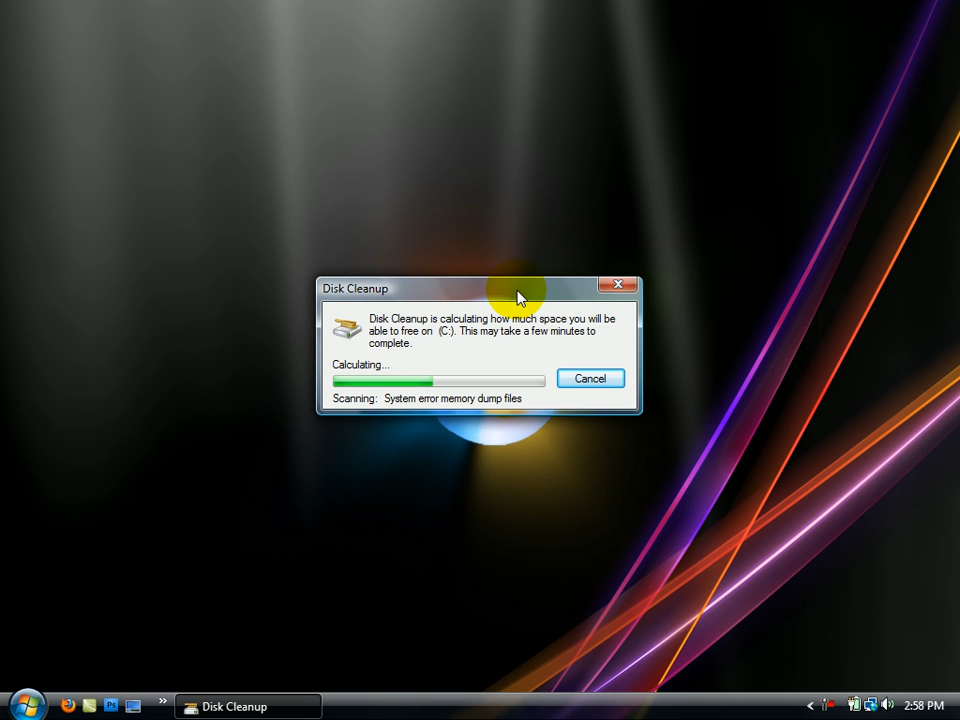 Disk Cleanup
Disk Cleanup is calculating how much space you will be
able to free on  (C:). This may take a few minutes to
complete.
Calculating...
Cancel
Scanning:   System error memory dump files
Ps
Disk Cleanup
2:58 PM